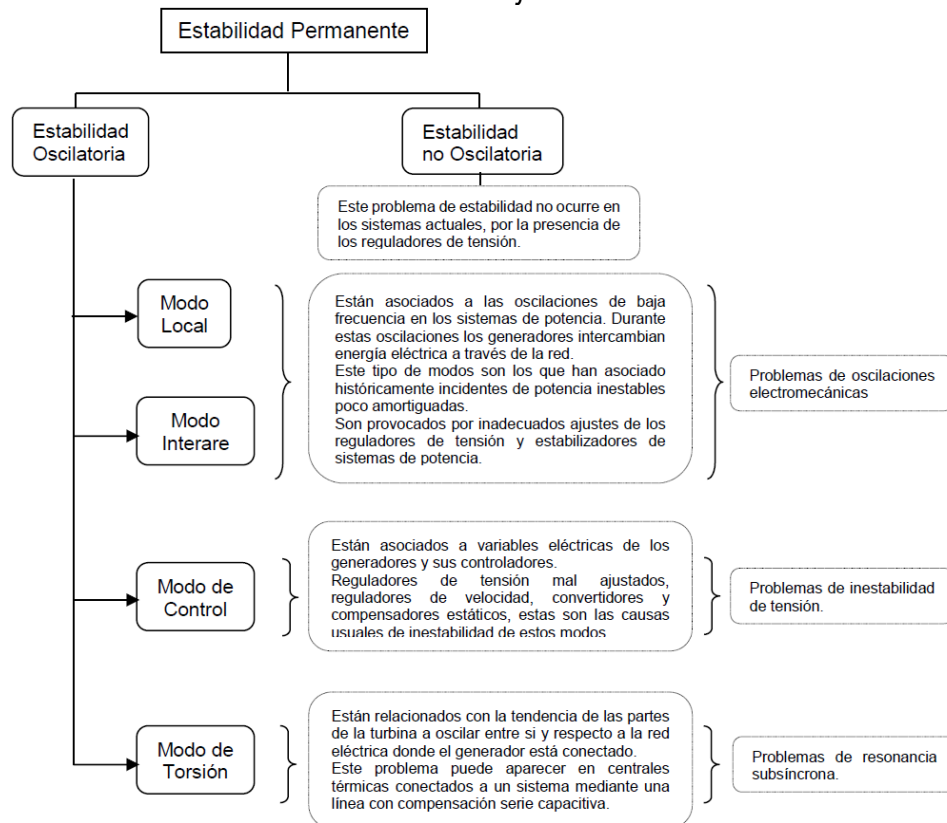 Estabilidad Permanente
Estabilidad
Oscilatoria
Estabilidad
no Oscilatoria
Este problema de estabilidad no ocurre en
los sistemas actuales, por la presencia de
los reguladores de tensión.
Modo
Local
Modo
Interare
Están asociados a las oscilaciones de baja
frecuencia en los sistemas de potencia. Durante
estas oscilaciones los generadores intercambian
energía eléctrica a través de la red.
Este tipo de modos son los que han asociado
históricamente incidentes de potencia inestables
poco amortiguadas.
Son provocados por inadecuados ajustes de los
reguladores de tensión y estabilizadores de
sistemas de potencia.
Problemas de oscilaciones
electromecánicas
Modo de
Control
Están asociados a variables eléctricas de los
generadores y sus controladores.
Reguladores de tensión mal ajustados,
reguladores de velocidad, convertidores y
compensadores estáticos, estas son las causas
usuales de inestabilidad de estos modos
Problemas de inestabilidad
de tensión.
Modo de
Torsión
Están relacionados con la tendencia de las partes
de la turbina a oscilar entre si y respecto a la red
eléctrica donde el generador está conectado.
Este problema puede aparecer en centrales
térmicas conectados a un sistema mediante una
línea con compensación serie capacitiva.
Problemas de resonancia
subsíncrona.